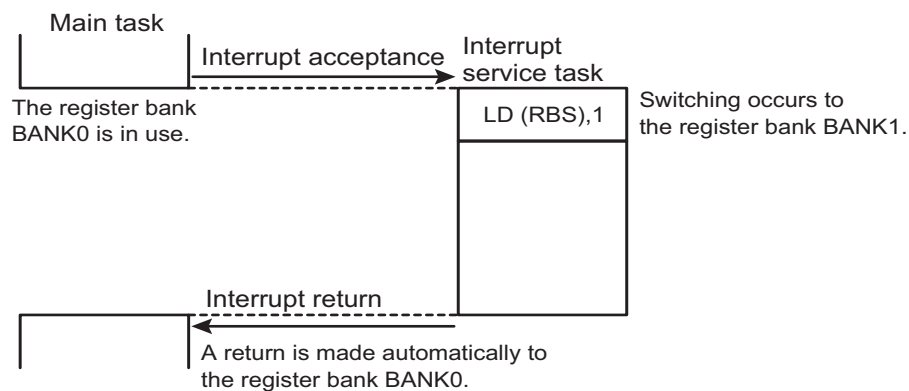 Main task
Interrupt acceptance
Interrupt
service task
The register bank
BANK0 is in use.
LD (RBS),1
Switching occurs to
the register bank BANK1.
Interrupt return
A return is made automatically to
the register bank BANK0.